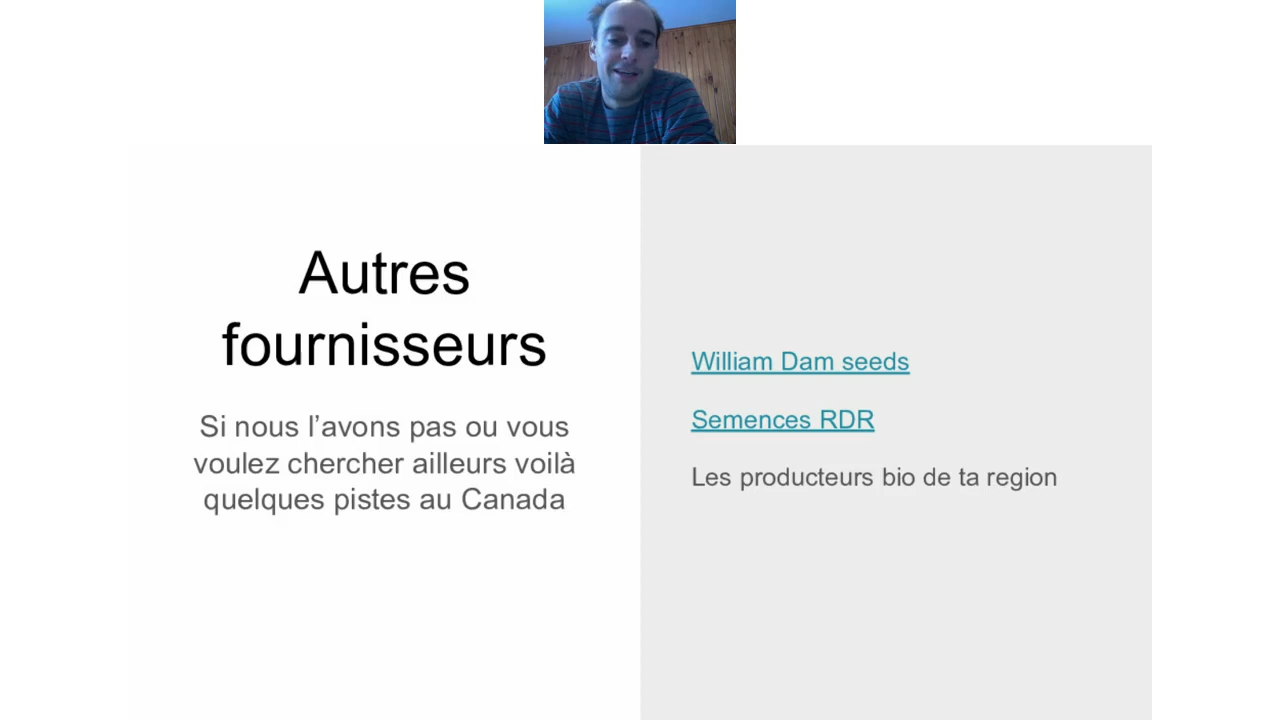 Autres
fournisseurs
Si nous l’avons pas ou vous
voulez chercher ailleurs voilà
quelques pistes au Canada
William Dam seeds
Semences RDR
Les producteurs bio de ta region